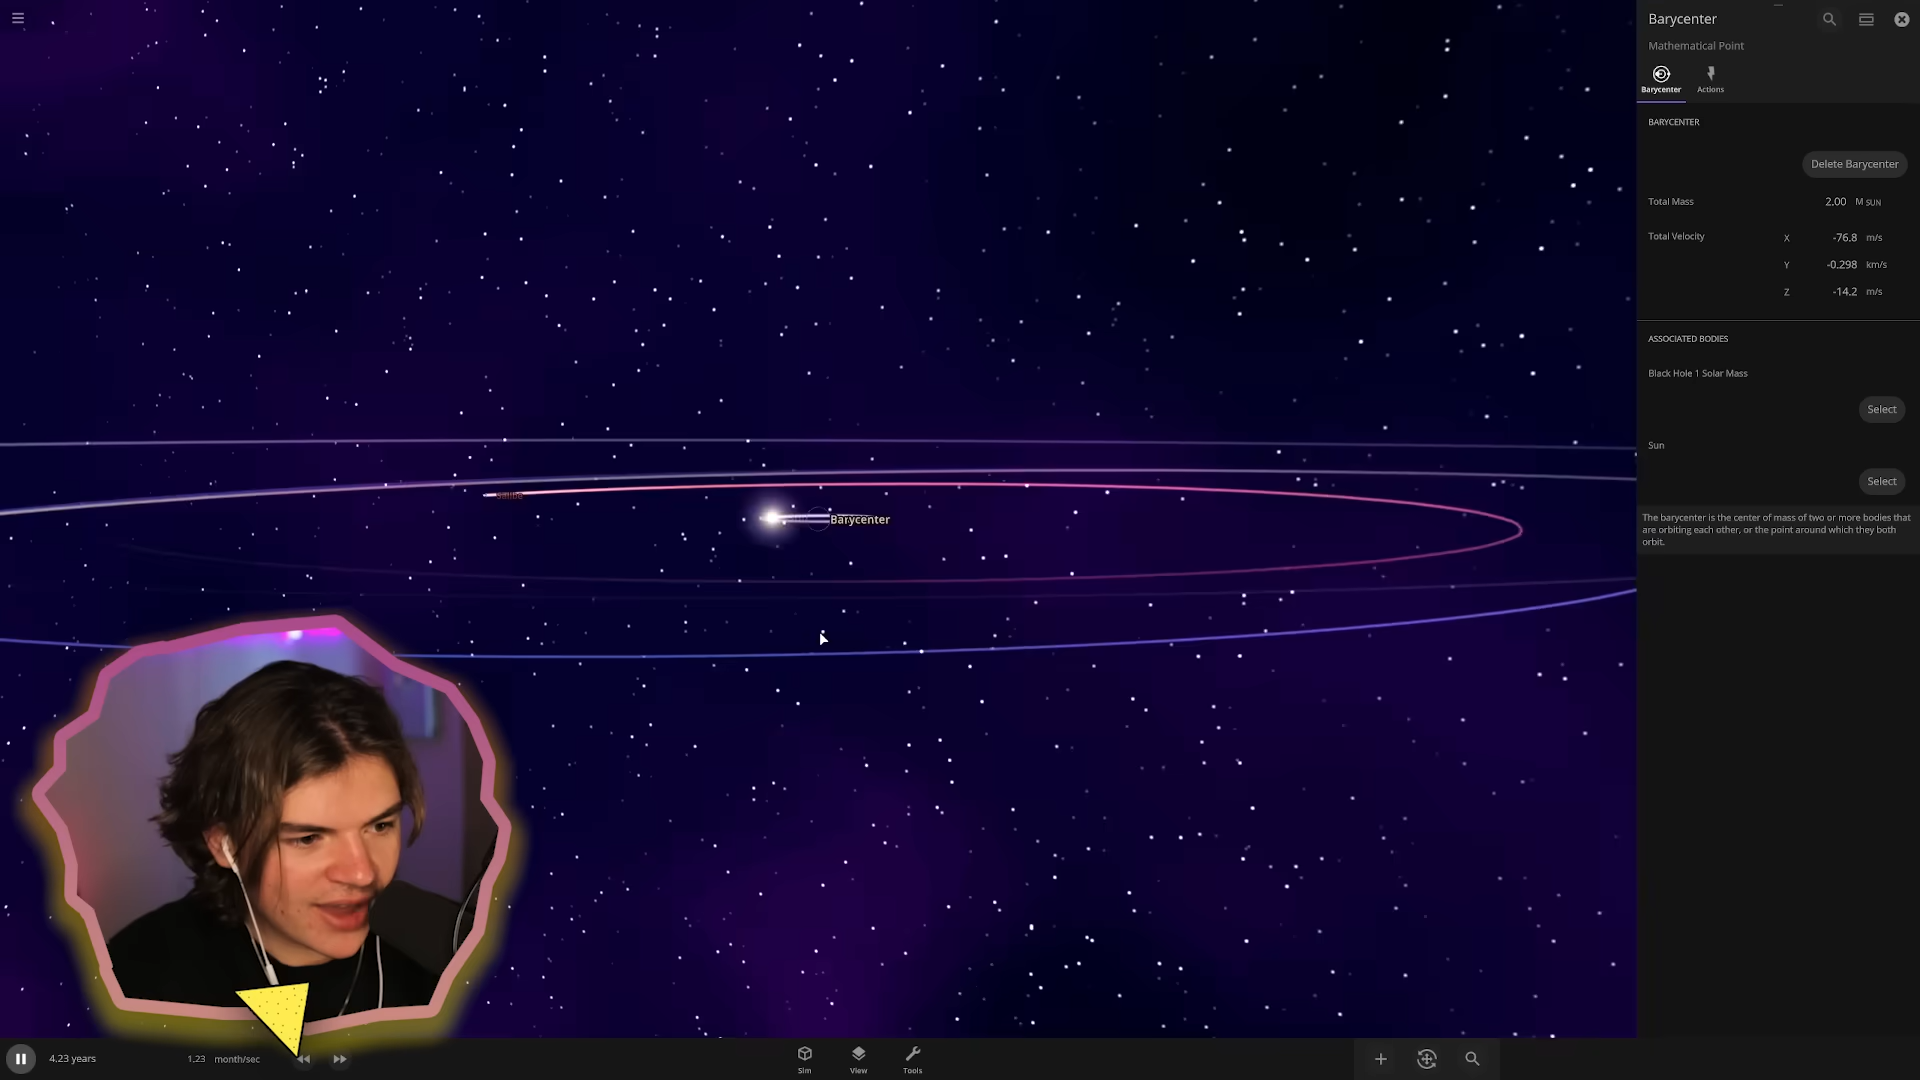 Barycenter
Mathematical Point
Barycenter
Actions
BARYCENTER
Delete Barycenter
Total Mass 2.00 M SUN
Total Velocity X -76.8 m/s
Y -0.298 km/s
Z -14.2 m/s
ASSOCIATED BODIES
Black Hole 1 Solar Mass
Select
Sun
Select
The barycenter is the center of mass of two or more bodies that
are orbiting each other, or the point around which they both
orbit.
Barycenter
4.23 years
1.23 month/sec
Sim
View
Tools